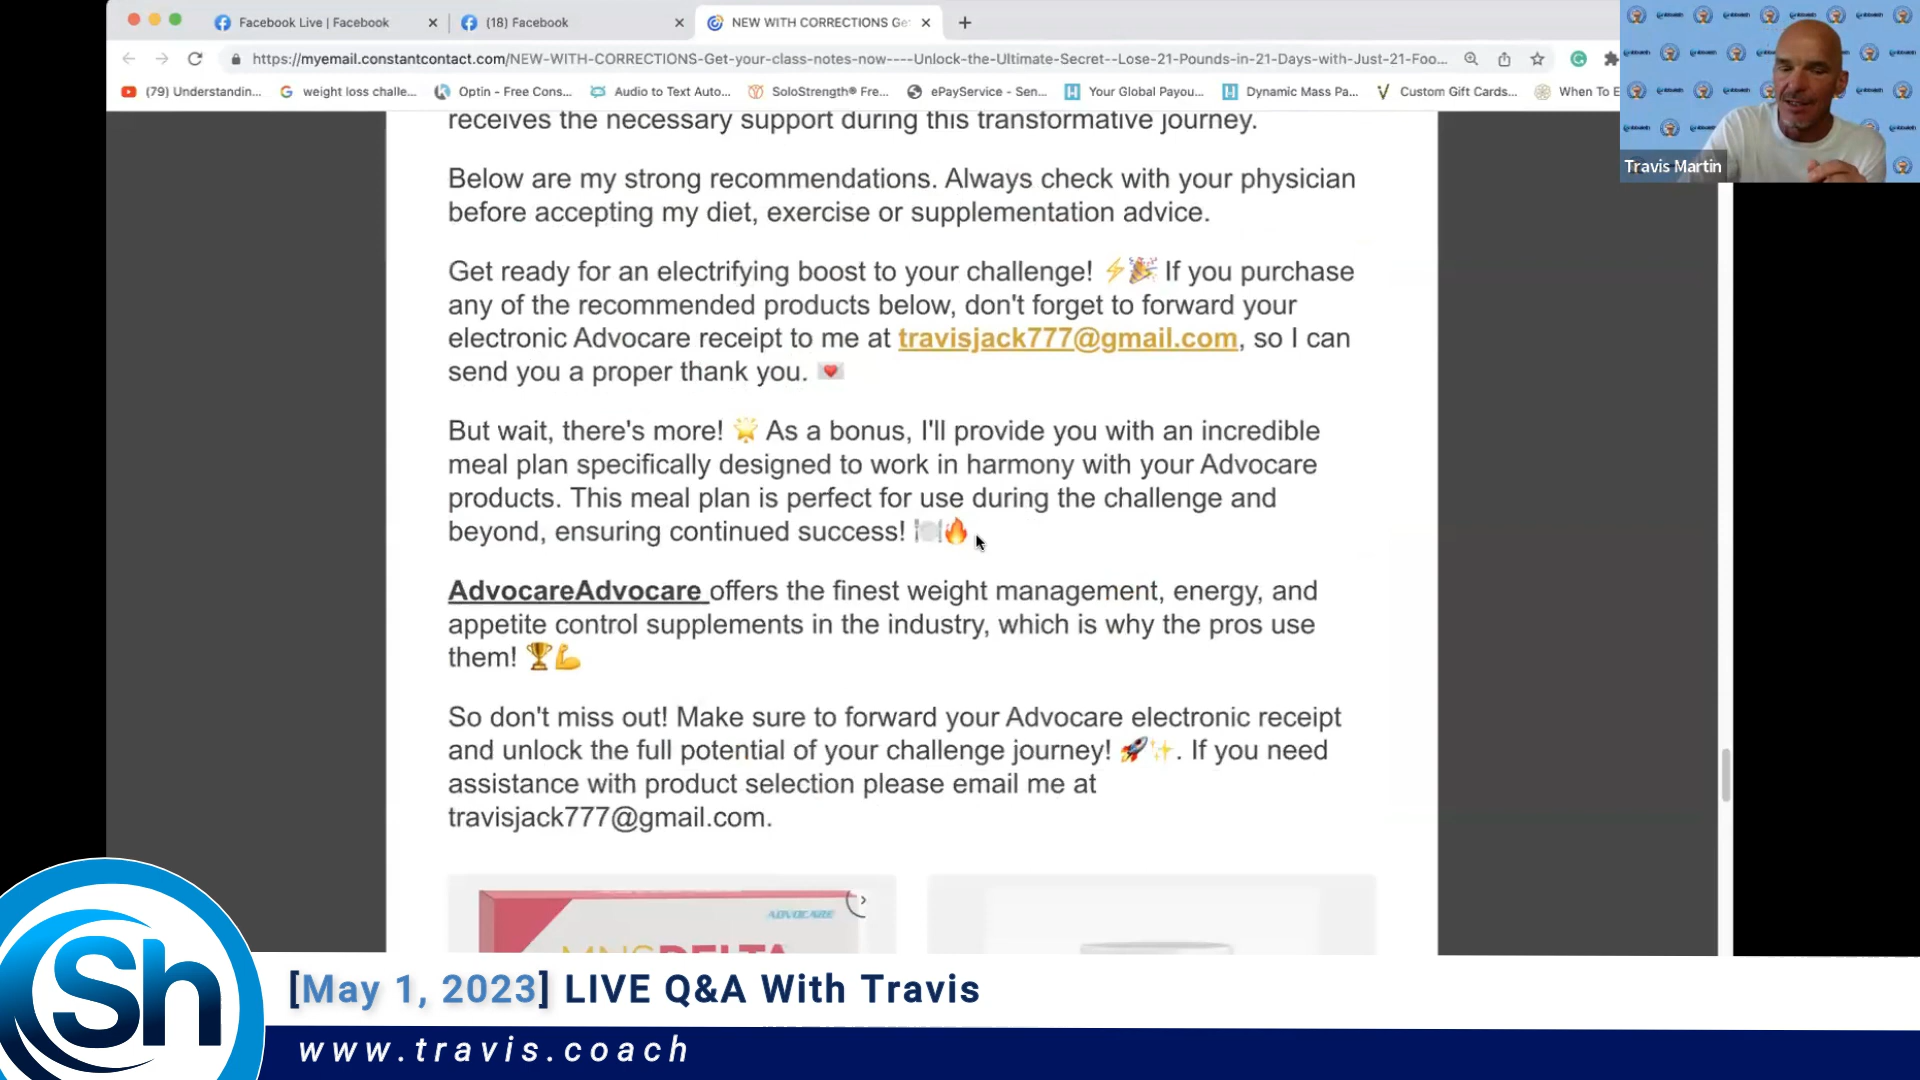 Facebook Live | Facebook
(18) Facebook
NEW WITH CORRECTIONS Ge
https://myemail.constantcontact.com/NEW-WITH-CORRECTIONS-Get-your-class-notes-now----Unlock-the-Ultimate-Secret--Lose-21-Pounds-in-21-Days-with-Just-21-Foo...
(79) Understandin...
weight loss challe...
Optin - Free Cons...
Audio to Text Auto...
SoloStrength® Fre...
ePayService - Sen...
Your Global Payou...
Dynamic Mass Pa...
Custom Gift Cards...
When To E
Travis Martin
receives the necessary support during this transformative journey.
Below are my strong recommendations. Always check with your physician
before accepting my diet, exercise or supplementation advice.
Get ready for an electrifying boost to your challenge! ⚡🎉 If you purchase
any of the recommended products below, don't forget to forward your
electronic Advocare receipt to me at travisjack777@gmail.com, so I can
send you a proper thank you. 💌
But wait, there's more! 🌟 As a bonus, I'll provide you with an incredible
meal plan specifically designed to work in harmony with your Advocare
products. This meal plan is perfect for use during the challenge and
beyond, ensuring continued success! 🍽️🔥
AdvocareAdvocare offers the finest weight management, energy, and
appetite control supplements in the industry, which is why the pros use
them! 🏆💪
So don't miss out! Make sure to forward your Advocare electronic receipt
and unlock the full potential of your challenge journey! 🚀✨. If you need
assistance with product selection please email me at
travisjack777@gmail.com.
ADVOCARE
MNS DELTA
Sh
[May 1, 2023] LIVE Q&A With Travis
www.travis.coach